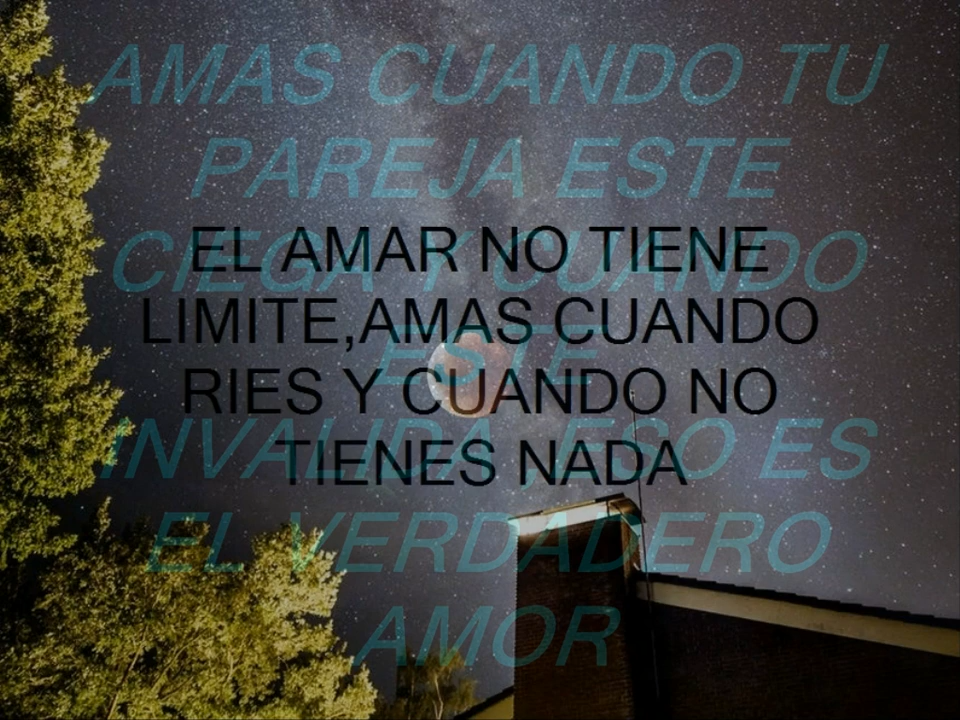 AMAS CUANDO TU
PAREJA ESTE
CIEGA Y CUANDO
ESTE
INVALIDA ,ESO ES
EL VERDADERO
AMOR
EL AMAR NO TIENE
LIMITE,AMAS CUANDO
RIES Y CUANDO NO
TIENES NADA